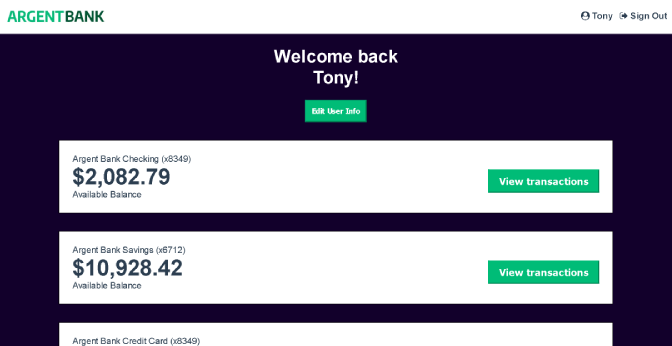 ARGENTBANK
Tony Sign Out
Welcome back
Tony!
Edit User Info
Argent Bank Checking (x8349)
$2,082.79
Available Balance
View transactions
Argent Bank Savings (x6712)
$10,928.42
Available Balance
View transactions
Argent Bank Credit Card (x8349)